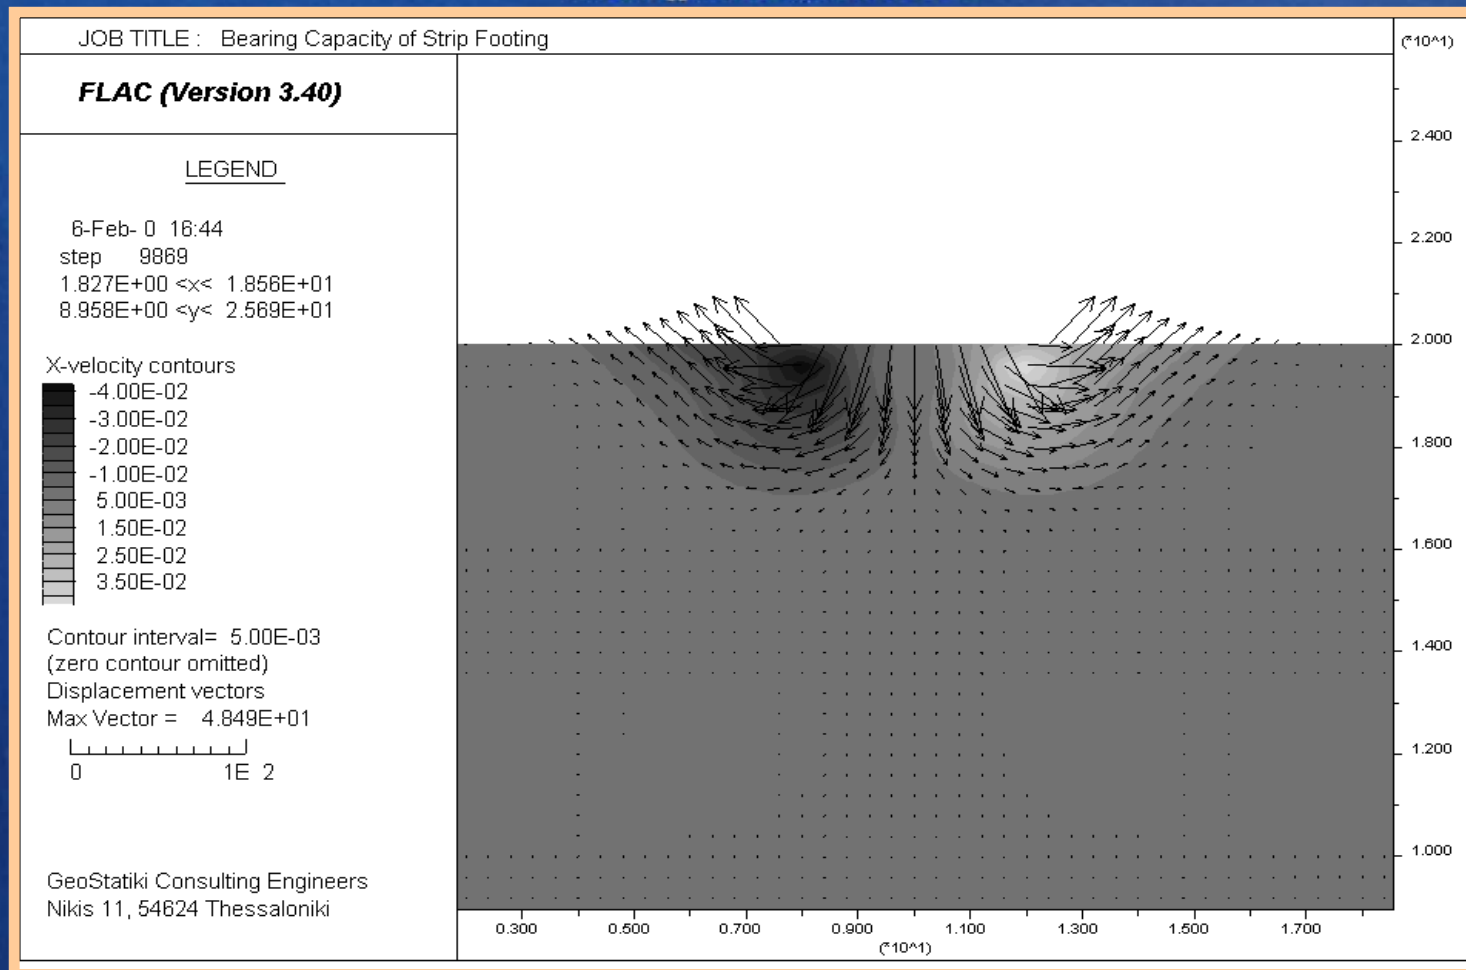 JOB TITLE : Bearing Capacity of Strip Footing
FLAC (Version 3.40)
LEGEND
6-Feb- 0 16:44
step 9869
1.827E+00 <x< 1.856E+01
8.958E+00 <y< 2.569E+01
X-velocity contours
-4.00E-02
-3.00E-02
-2.00E-02
-1.00E-02
5.00E-03
1.50E-02
2.50E-02
3.50E-02
Contour interval= 5.00E-03
(zero contour omitted)
Displacement vectors
Max Vector = 4.849E+01
0 1E 2
GeoStatiki Consulting Engineers
Nikis 11, 54624 Thessaloniki
(*10^1)
2.400
2.200
2.000
1.800
1.600
1.400
1.200
1.000
0.300 0.500 0.700 0.900 1.100 1.300 1.500 1.700
(*10^1)